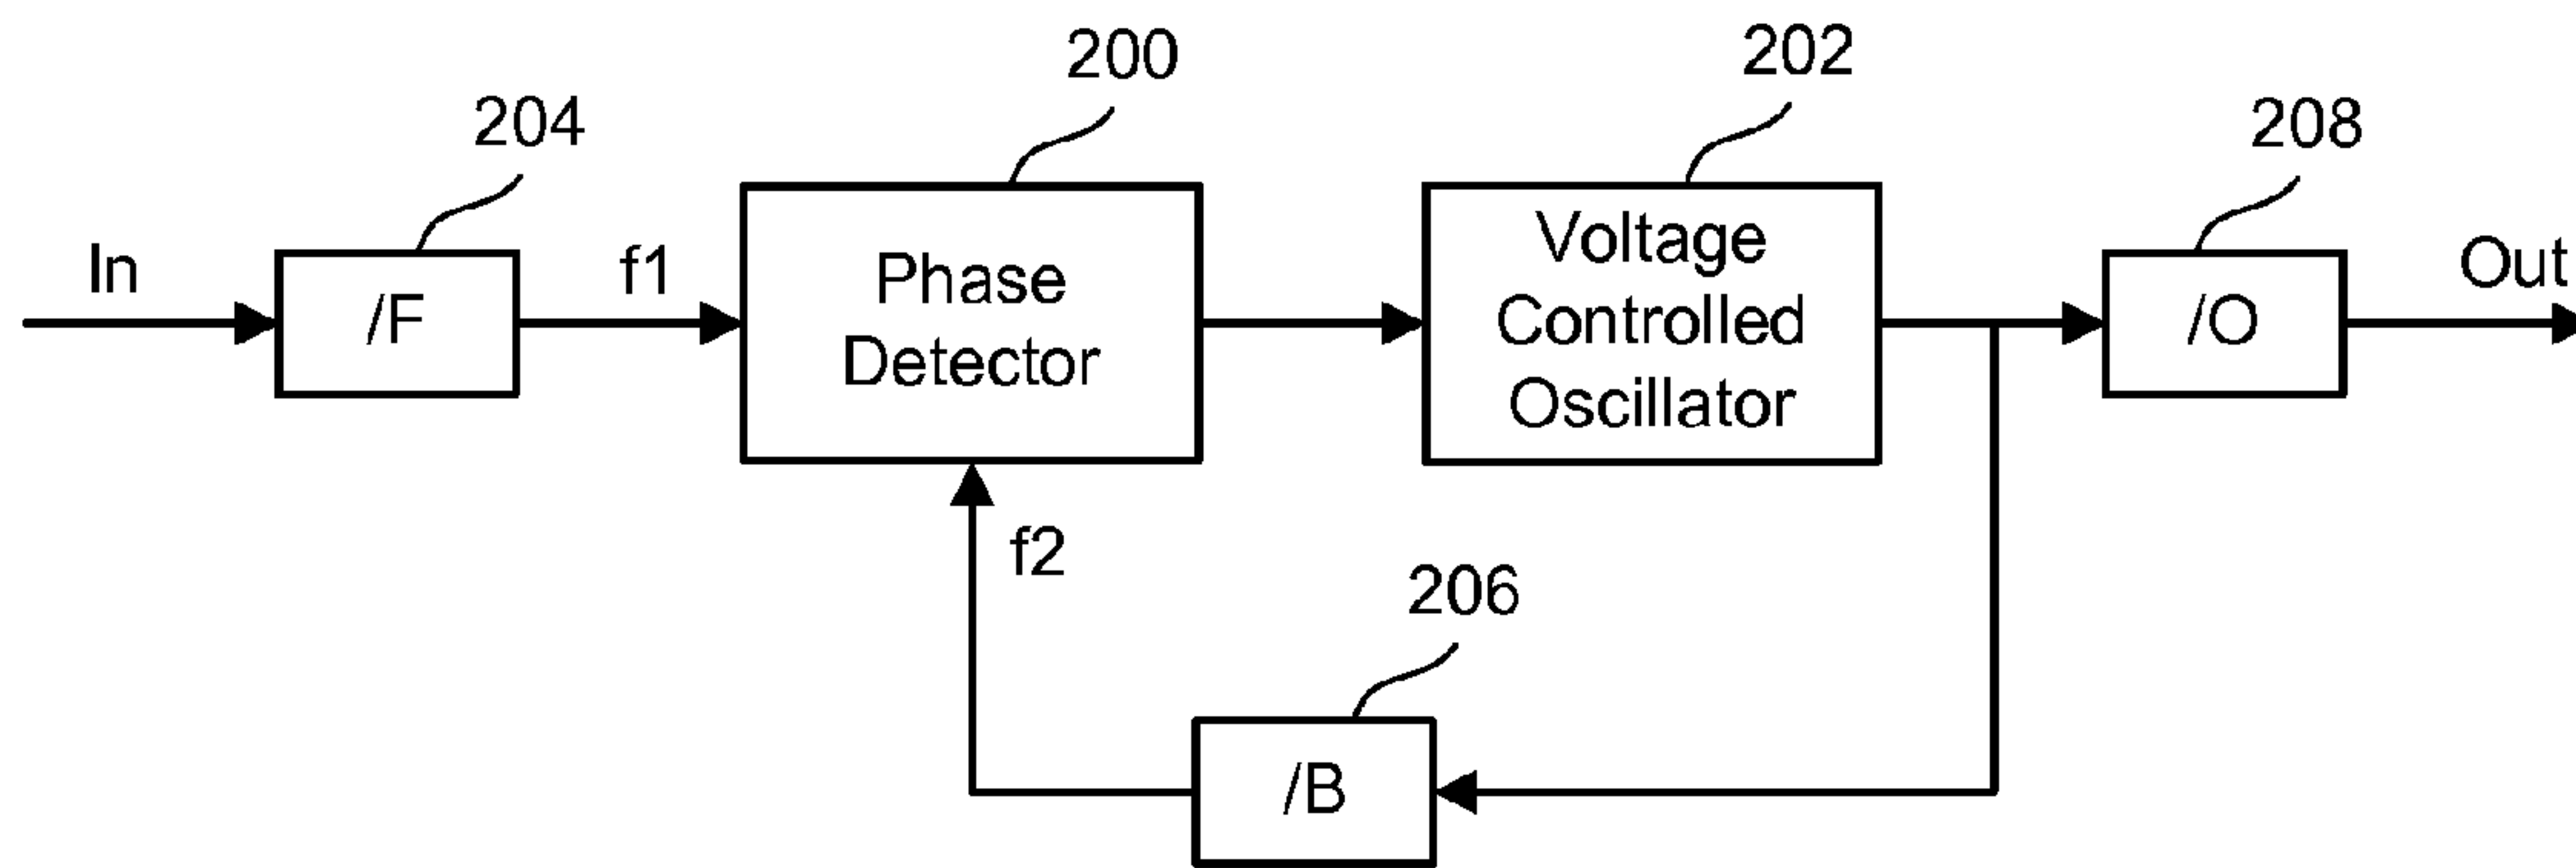 200
202
204
208
In
/F
f1
Phase
Detector
Voltage
Controlled
Oscillator
/O
Out
f2
206
/B